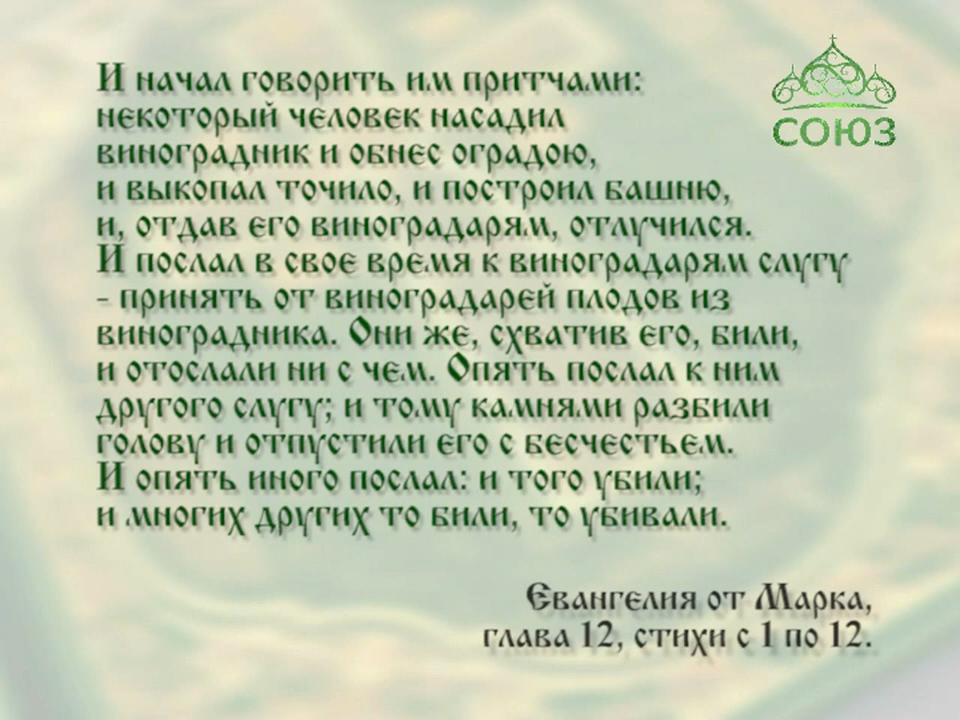 И начал говорить им притчами:
некоторый человек насадил
виноградник и обнес оградою,
и выкопал точило, и построил башню,
и, отдав его виноградарям, отлучился.
И послал в свое время к виноградарям слугу
- принять от виноградарей плодов из
виноградника. Они же, схватив его, били,
и отослали ни с чем. Опять послал к ним
другого слугу; и тому камнями разбили
голову и отпустили его с бесчестьем.
И опять иного послал: и того убили;
и многих других то били, то убивали.
Евангелия от Марка,
глава 12, стихи с 1 по 12.
СОЮЗ